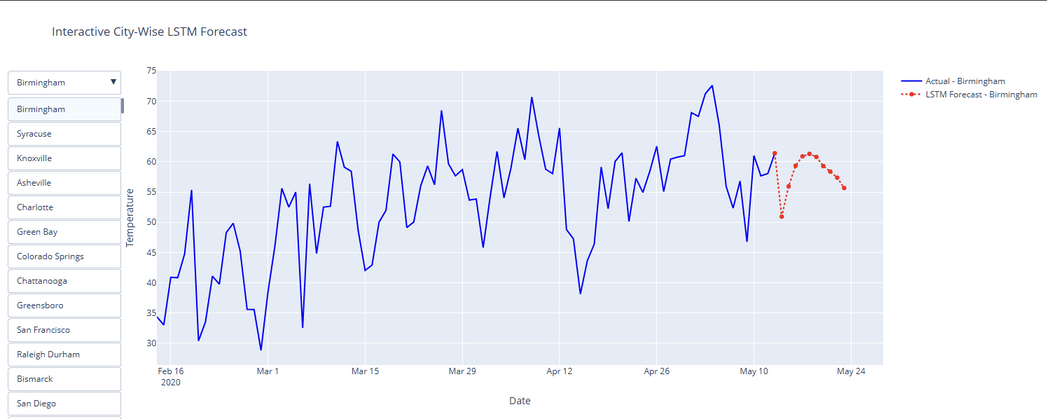 Interactive City-Wise LSTM Forecast
Birmingham ▼
Birmingham
Syracuse
Knoxville
Asheville
Charlotte
Green Bay
Colorado Springs
Chattanooga
Greensboro
San Francisco
Raleigh Durham
Bismarck
San Diego
Temperature
75
70
65
60
55
50
45
40
35
30
Feb 16
2020
Mar 1
Mar 15
Mar 29
Apr 12
Apr 26
May 10
May 24
Date
Actual - Birmingham
LSTM Forecast - Birmingham